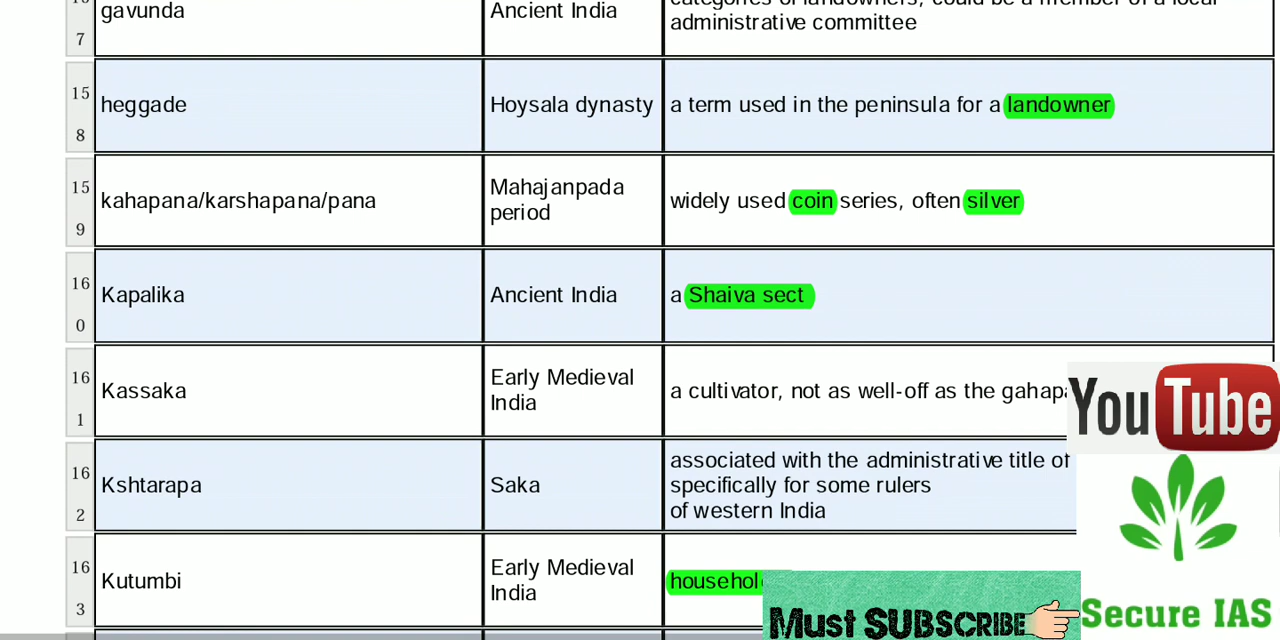 gavunda
Ancient India
administrative committee
7
15
8
heggade
Hoysala dynasty
a term used in the peninsula for a landowner
15
9
kahapana/karshapana/pana
Mahajanpada
period
widely used coin series, often silver
16
0
Kapalika
Ancient India
a Shaiva sect
16
1
Kassaka
Early Medieval
India
a cultivator, not as well-off as the
16
2
Kshtarapa
Saka
associated with the administrative title of
specifically for some rulers
of western India
16
3
Kutumbi
Early Medieval
India
YouTube
Must SUBSCRIBE
Secure IAS